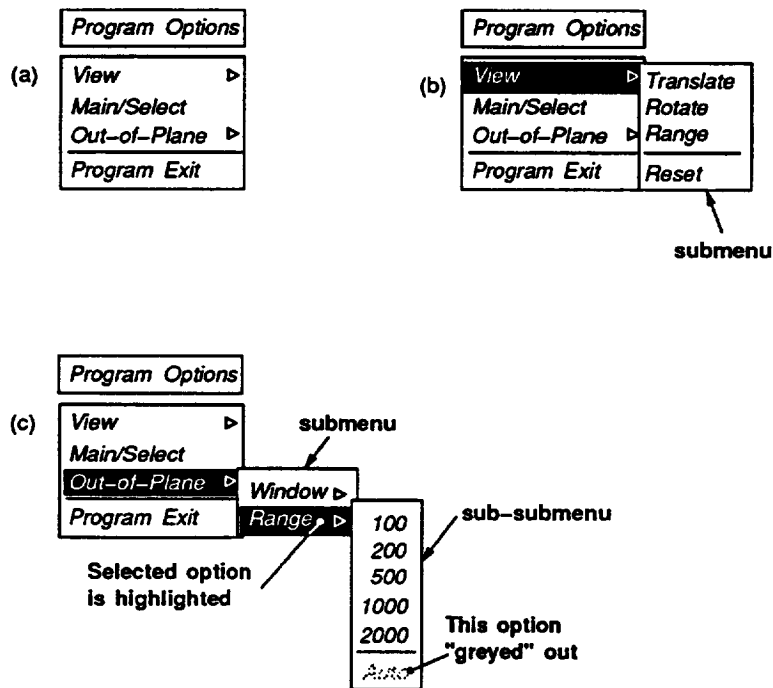 (a)
Program Options
View
Main/Select
Out-of-Plane
Program Exit
(b)
Program Options
View
Main/Select
Out-of-Plane
Program Exit
Translate
Rotate
Range
Reset
submenu
(c)
Program Options
View
Main/Select
Out-of-Plane
Program Exit
submenu
Window
Range
Selected option
is highlighted
100
200
500
1000
2000
Auto
sub-submenu
This option
"greyed" out